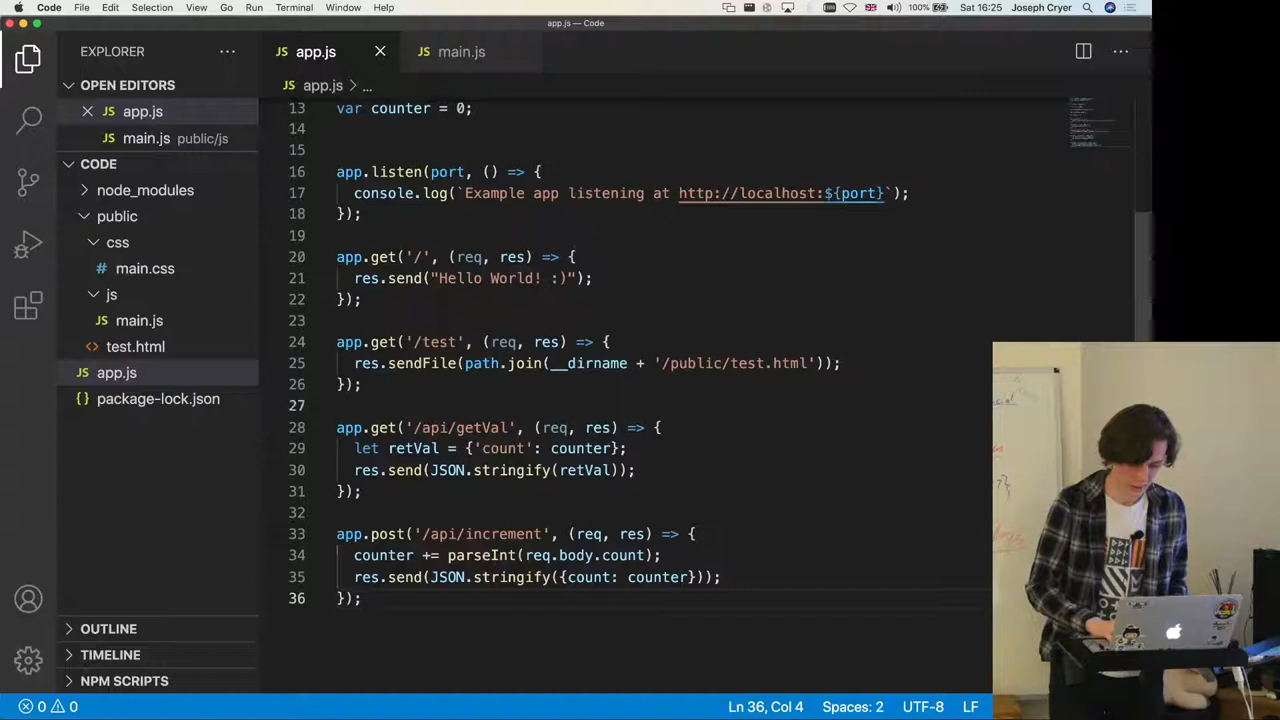 Code File Edit Selection View Go Run Terminal Window Help 100% Sat 16:25 Joseph Cryer
app.js — Code
EXPLORER
JS app.js
JS main.js
OPEN EDITORS
JS app.js > ...
JS app.js
JS main.js public/js
CODE
node_modules
public
css
# main.css
js
JS main.js
<> test.html
JS app.js
{} package-lock.json
OUTLINE
TIMELINE
NPM SCRIPTS
13 var counter = 0;
14
15
16 app.listen(port, () => {
17 console.log(`Example app listening at http://localhost:${port}`);
18 });
19
20 app.get('/', (req, res) => {
21 res.send("Hello World! :)");
22 });
23
24 app.get('/test', (req, res) => {
25 res.sendFile(path.join(__dirname + '/public/test.html'));
26 });
27
28 app.get('/api/getVal', (req, res) => {
29 let retVal = {'count': counter};
30 res.send(JSON.stringify(retVal));
31 });
32
33 app.post('/api/increment', (req, res) => {
34 counter += parseInt(req.body.count);
35 res.send(JSON.stringify({count: counter}));
36 });
0 0 Ln 36, Col 4 Spaces: 2 UTF-8 LF